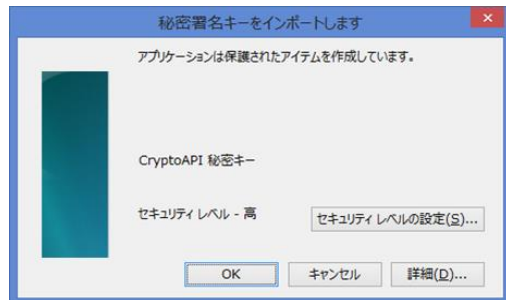 秘密署名キーをインポートします
アプリケーションは保護されたアイテムを作成しています。
CryptoAPI 秘密キー
セキュリティ レベル - 高
セキュリティ レベルの設定(S)...
OK
キャンセル
詳細(D)...